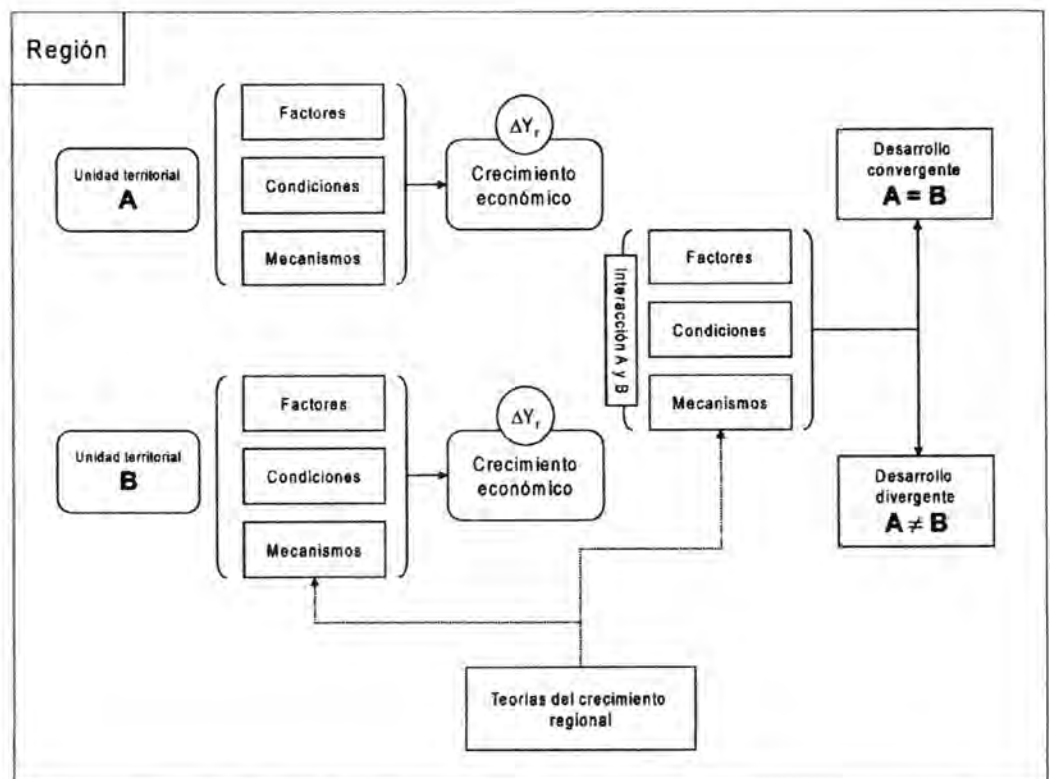 Región
Unidad territorial
A
Factores
Condiciones
Mecanismos
ΔYr
Crecimiento
económico
Unidad territorial
B
Factores
Condiciones
Mecanismos
ΔYr
Crecimiento
económico
Interacción A y B
Factores
Condiciones
Mecanismos
Desarrollo
convergente
A = B
Desarrollo
divergente
A ≠ B
Teorías del crecimiento
regional